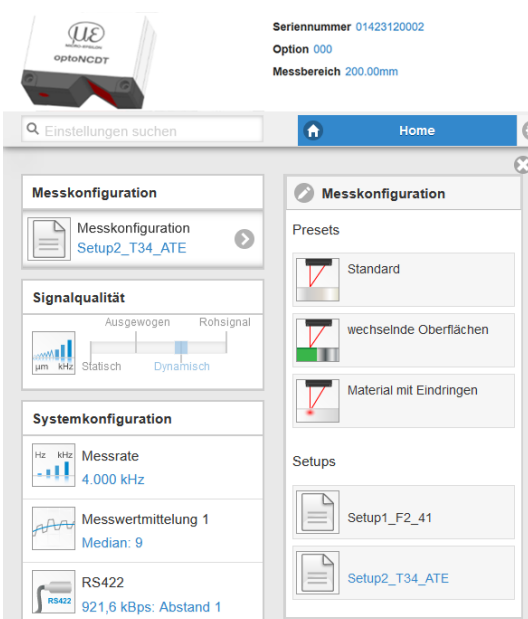 µε
MICRO-EPSILON
optoNCDT
Seriennummer 01423120002
Option 000
Messbereich 200.00mm
Einstellungen suchen
Home
Messkonfiguration
Messkonfiguration
Setup2_T34_ATE
Signalqualität
Ausgewogen Rohsignal
µm kHz
Statisch Dynamisch
Systemkonfiguration
Hz kHz
Messrate
4.000 kHz
Messwertmittelung 1
Median: 9
RS422
RS422
921,6 kBps: Abstand 1
Messkonfiguration
Presets
Standard
wechselnde Oberflächen
Material mit Eindringen
Setups
Setup1_F2_41
Setup2_T34_ATE